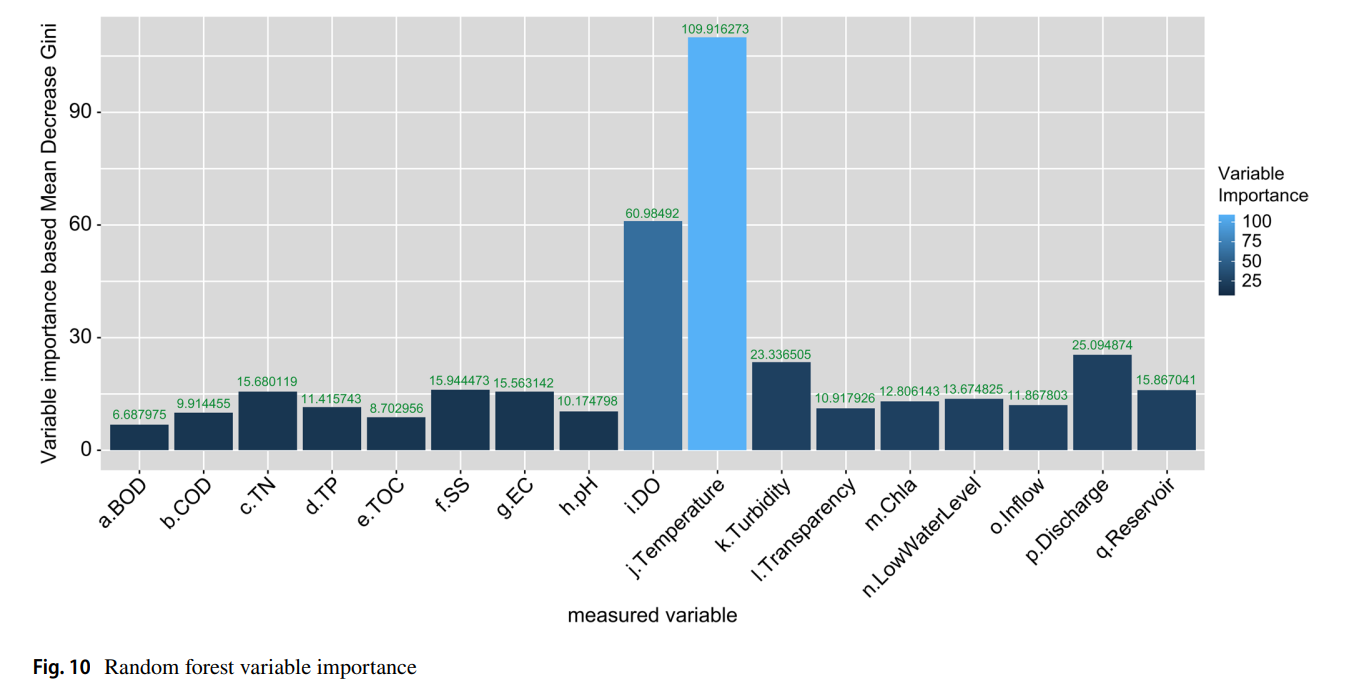 Variable importance based Mean Decrease Gini
90
60
30
0
6.687975
9.914455
15.680119
11.415743
8.702956
15.944473
15.563142
10.174798
60.98492
109.916273
23.336505
10.917926
12.806143
13.674825
11.867803
25.094874
15.867041
a.BOD
b.COD
c.TN
d.TP
e.TOC
f.SS
g.EC
h.pH
i.DO
j.Temperature
k.Turbidity
l.Transparency
m.Chla
n.LowWaterLevel
o.Inflow
p.Discharge
q.Reservoir
measured variable
Variable
Importance
100
75
50
25
Fig. 10 Random forest variable importance